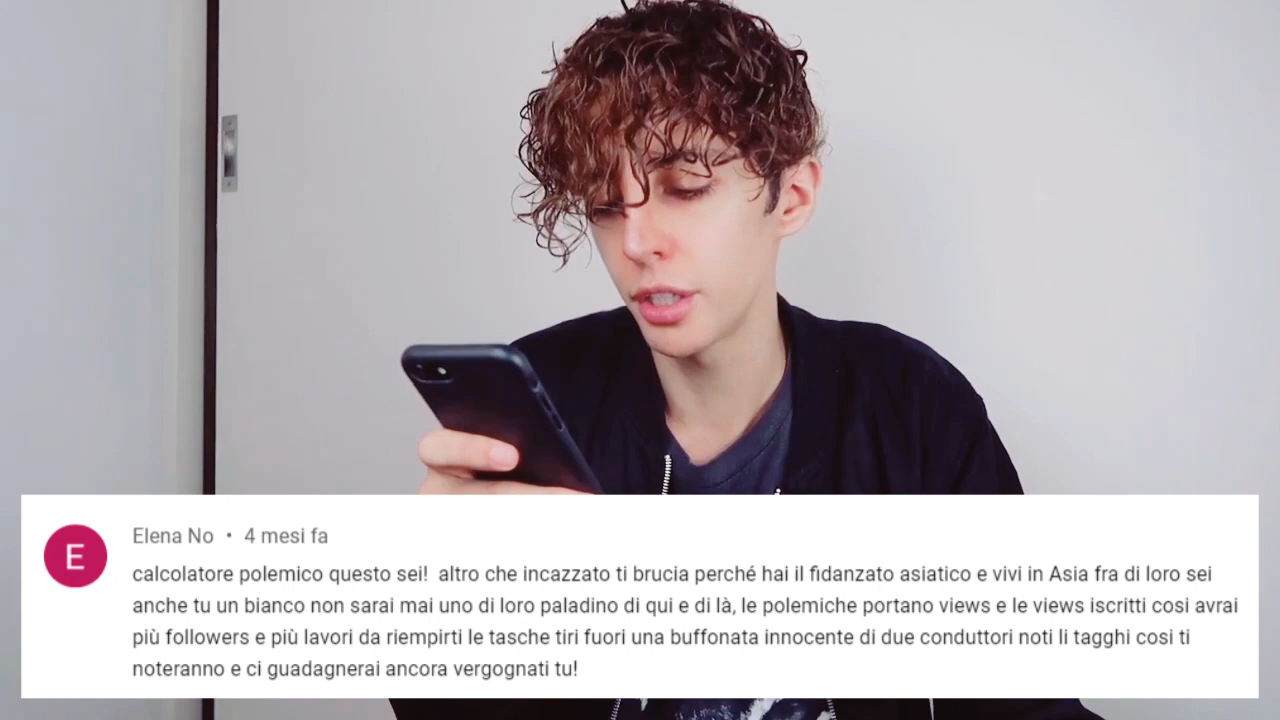 E
Elena No • 4 mesi fa
calcolatore polemico questo sei!  altro che incazzato ti brucia perché hai il fidanzato asiatico e vivi in Asia fra di loro sei
anche tu un bianco non sarai mai uno di loro paladino di qui e di là, le polemiche portano views e le views iscritti cosi avrai
più followers e più lavori da riempirti le tasche tiri fuori una buffonata innocente di due conduttori noti li tagghi cosi ti
noteranno e ci guadagnerai ancora vergognati tu!